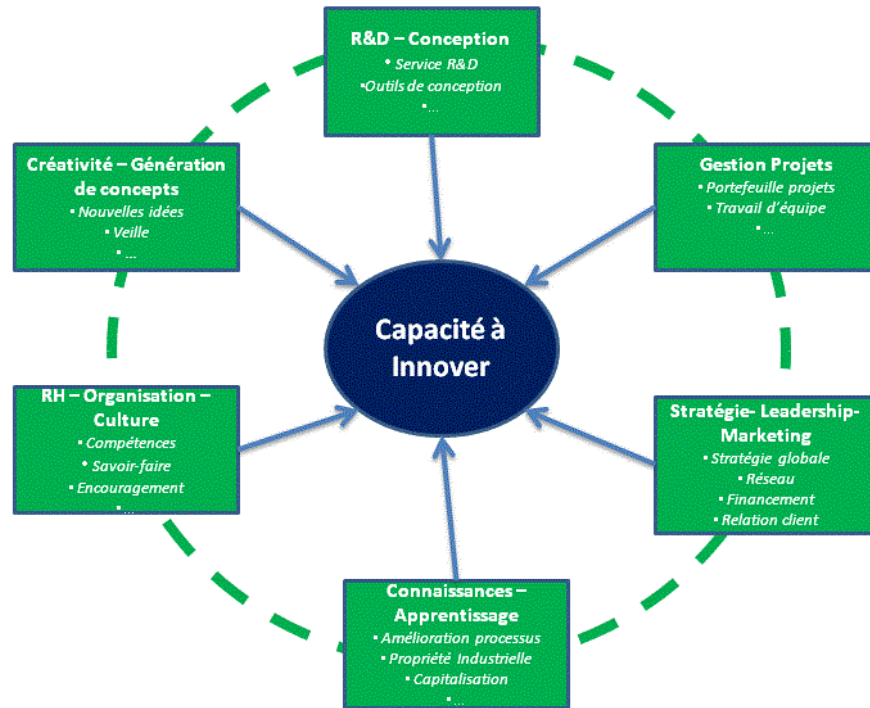 R&D – Conception
• Service R&D
▪Outils de conception
▪...
Créativité – Génération
de concepts
▪ Nouvelles idées
▪ Veille
▪ ...
Gestion Projets
▪ Portefeuille projets
▪ Travail d'équipe
▪ ...
Capacité à
Innover
RH – Organisation –
Culture
▪ Compétences
• Savoir-faire
▪ Encouragement
▪ ...
Stratégie- Leadership-
Marketing
▪ Stratégie globale
▪ Réseau
▪ Financement
▪ Relation client
Connaissances –
Apprentissage
▪ Amélioration processus
▪ Propriété Industrielle
▪ Capitalisation
▪ ...